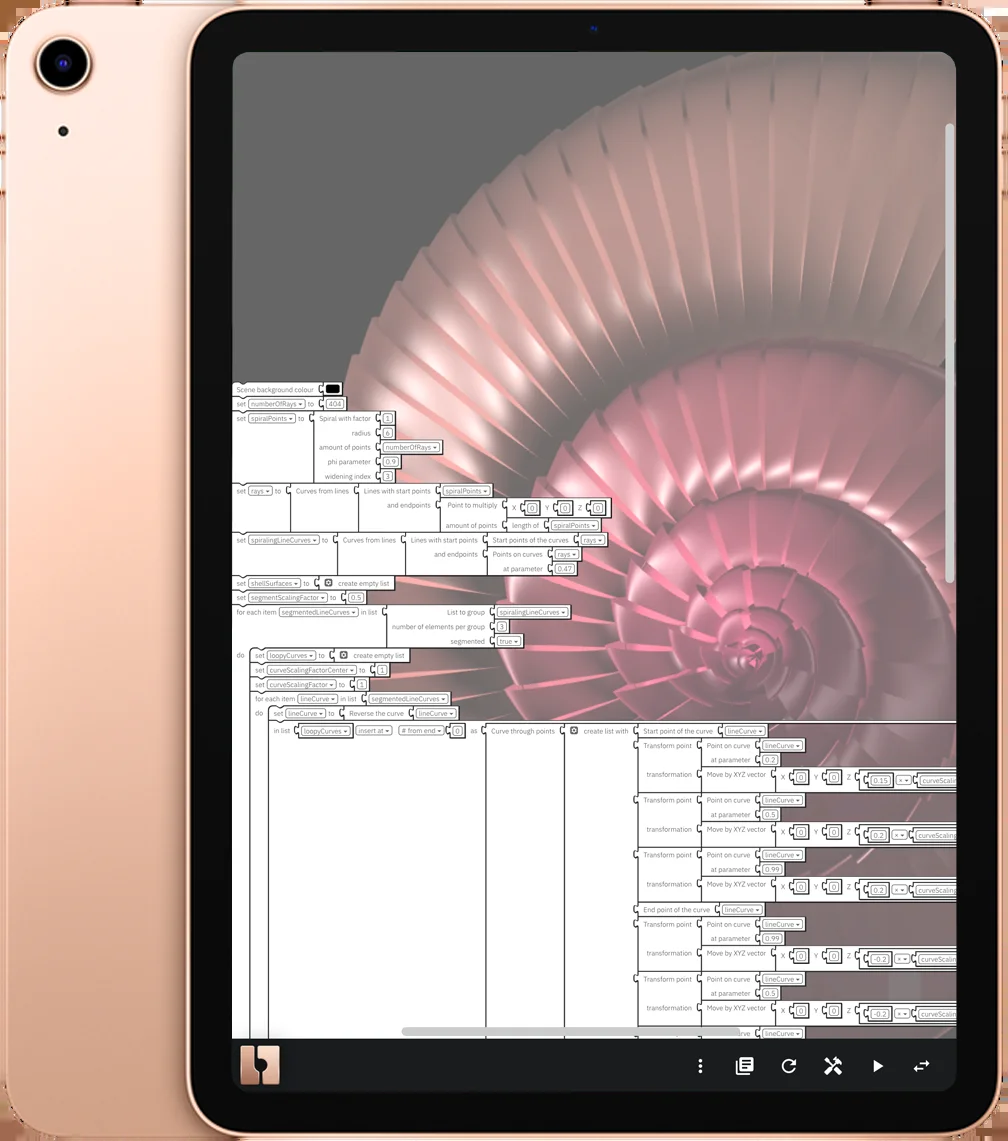 Scene background colour
set numberOfRays to 404
set spiralPoints to Spiral with factor 1
radius 6
amount of points numberOfRays
phi parameter 0.9
widening index 3
set rays to Curves from lines Lines with start points spiralPoints
and endpoints Point to multiply X 0 Y 0 Z 0
amount of points length of spiralPoints
set spiralingLineCurves to Curves from lines Lines with start points Start points of the curves rays
and endpoints Points on curves rays
at parameter 0.47
set shellSurfaces to create empty list
set segmentScalingFactor to 0.5
for each item segmentedLineCurves in list List to group spiralingLineCurves
number of elements per group 3
segmented true
do set loopyCurves to create empty list
set curveScalingFactorCenter to 1
set curveScalingFactor to 1
for each item lineCurve in list segmentedLineCurves
do set lineCurve to Reverse the curve lineCurve
in list loopyCurves insert at # from end 0 as Curve through points create list with Start point of the curve lineCurve
Transform point Point on curve lineCurve
at parameter 0.2
transformation Move by XYZ vector X 0 Y 0 Z 0.15 × curveScalin
Transform point Point on curve lineCurve
at parameter 0.5
transformation Move by XYZ vector X 0 Y 0 Z 0.2 × curveScaling
Transform point Point on curve lineCurve
at parameter 0.99
transformation Move by XYZ vector X 0 Y 0 Z 0.2 × curveScaling
End point of the curve lineCurve
Transform point Point on curve lineCurve
at parameter 0.99
transformation Move by XYZ vector X 0 Y 0 Z -0.2 × curveScalin
Transform point Point on curve lineCurve
at parameter 0.5
transformation Move by XYZ vector X 0 Y 0 Z -0.2 × curveScalin
rve lineCurve